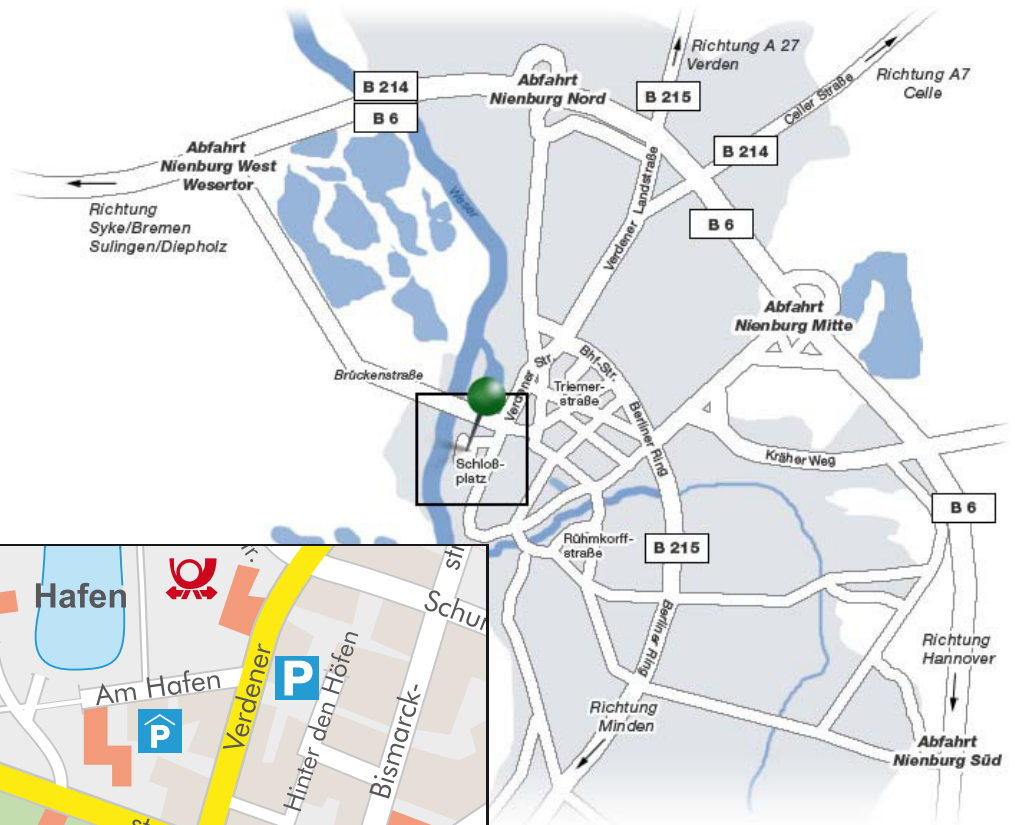 Richtung A 27
Verden
Richtung A7
Celle
Abfahrt
Nienburg Nord
B 214
B 6
B 215
Celler Straße
B 214
Abfahrt
Nienburg West
Wesertor
Richtung
Syke/Bremen
Sulingen/Diepholz
Weser
Verdener Landstraße
B 6
Abfahrt
Nienburg Mitte
Brückenstraße
Verdener Str.
Bhf-Str.
Triemer-
straße
Berliner Ring
Kräher Weg
Schloß-
platz
B 6
Rühmkorff-
straße
B 215
Berliner Ring
Richtung
Hannover
Richtung
Minden
Abfahrt
Nienburg Süd
Hafen
r.
str
Schur
Am Hafen
P
P
Verdener
Hinter den Höfen
Bismarck-
st